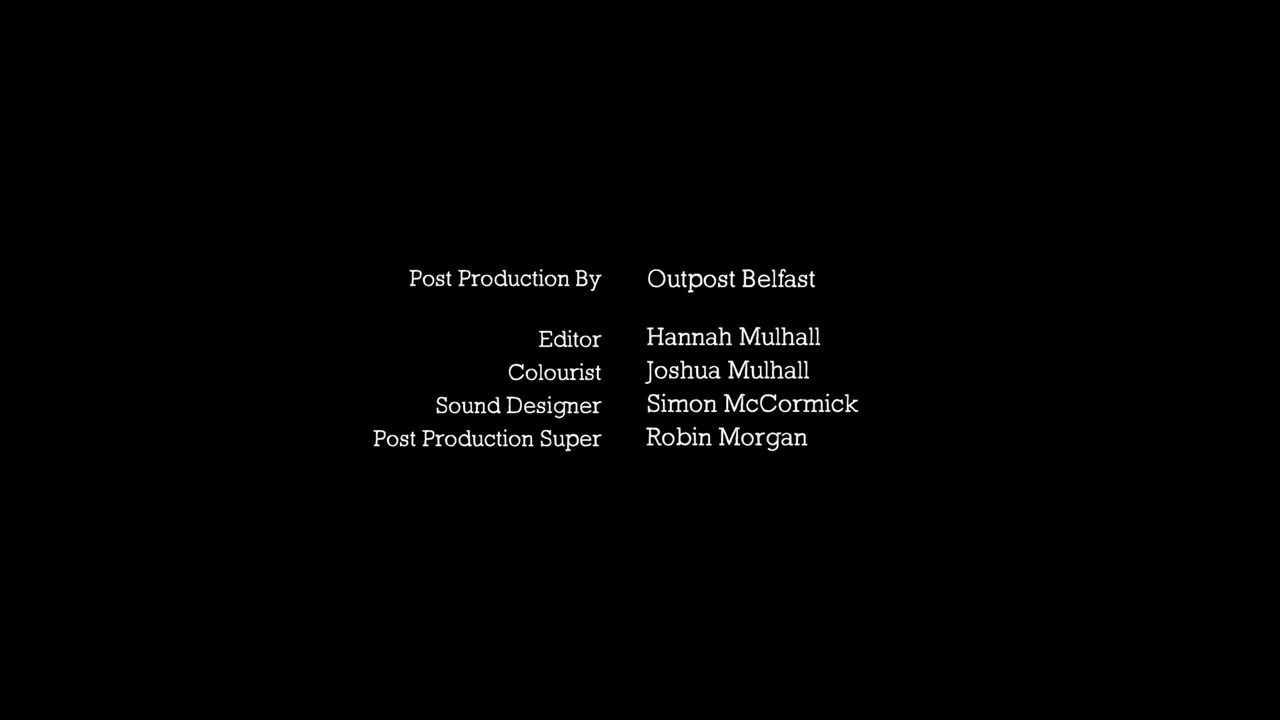 Post Production By Outpost Belfast
Editor Hannah Mulhall
Colourist Joshua Mulhall
Sound Designer Simon McCormick
Post Production Super Robin Morgan